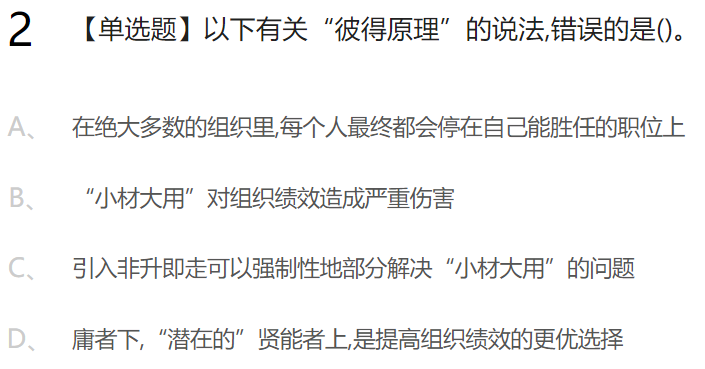 2 【单选题】以下有关“彼得原理”的说法,错误的是()。
A、 在绝大多数的组织里,每个人最终都会停在自己能胜任的职位上
B、 “小材大用”对组织绩效造成严重伤害
C、 引入非升即走可以强制性地部分解决“小材大用”的问题
D、 庸者下,“潜在的”贤能者上,是提高组织绩效的更优选择